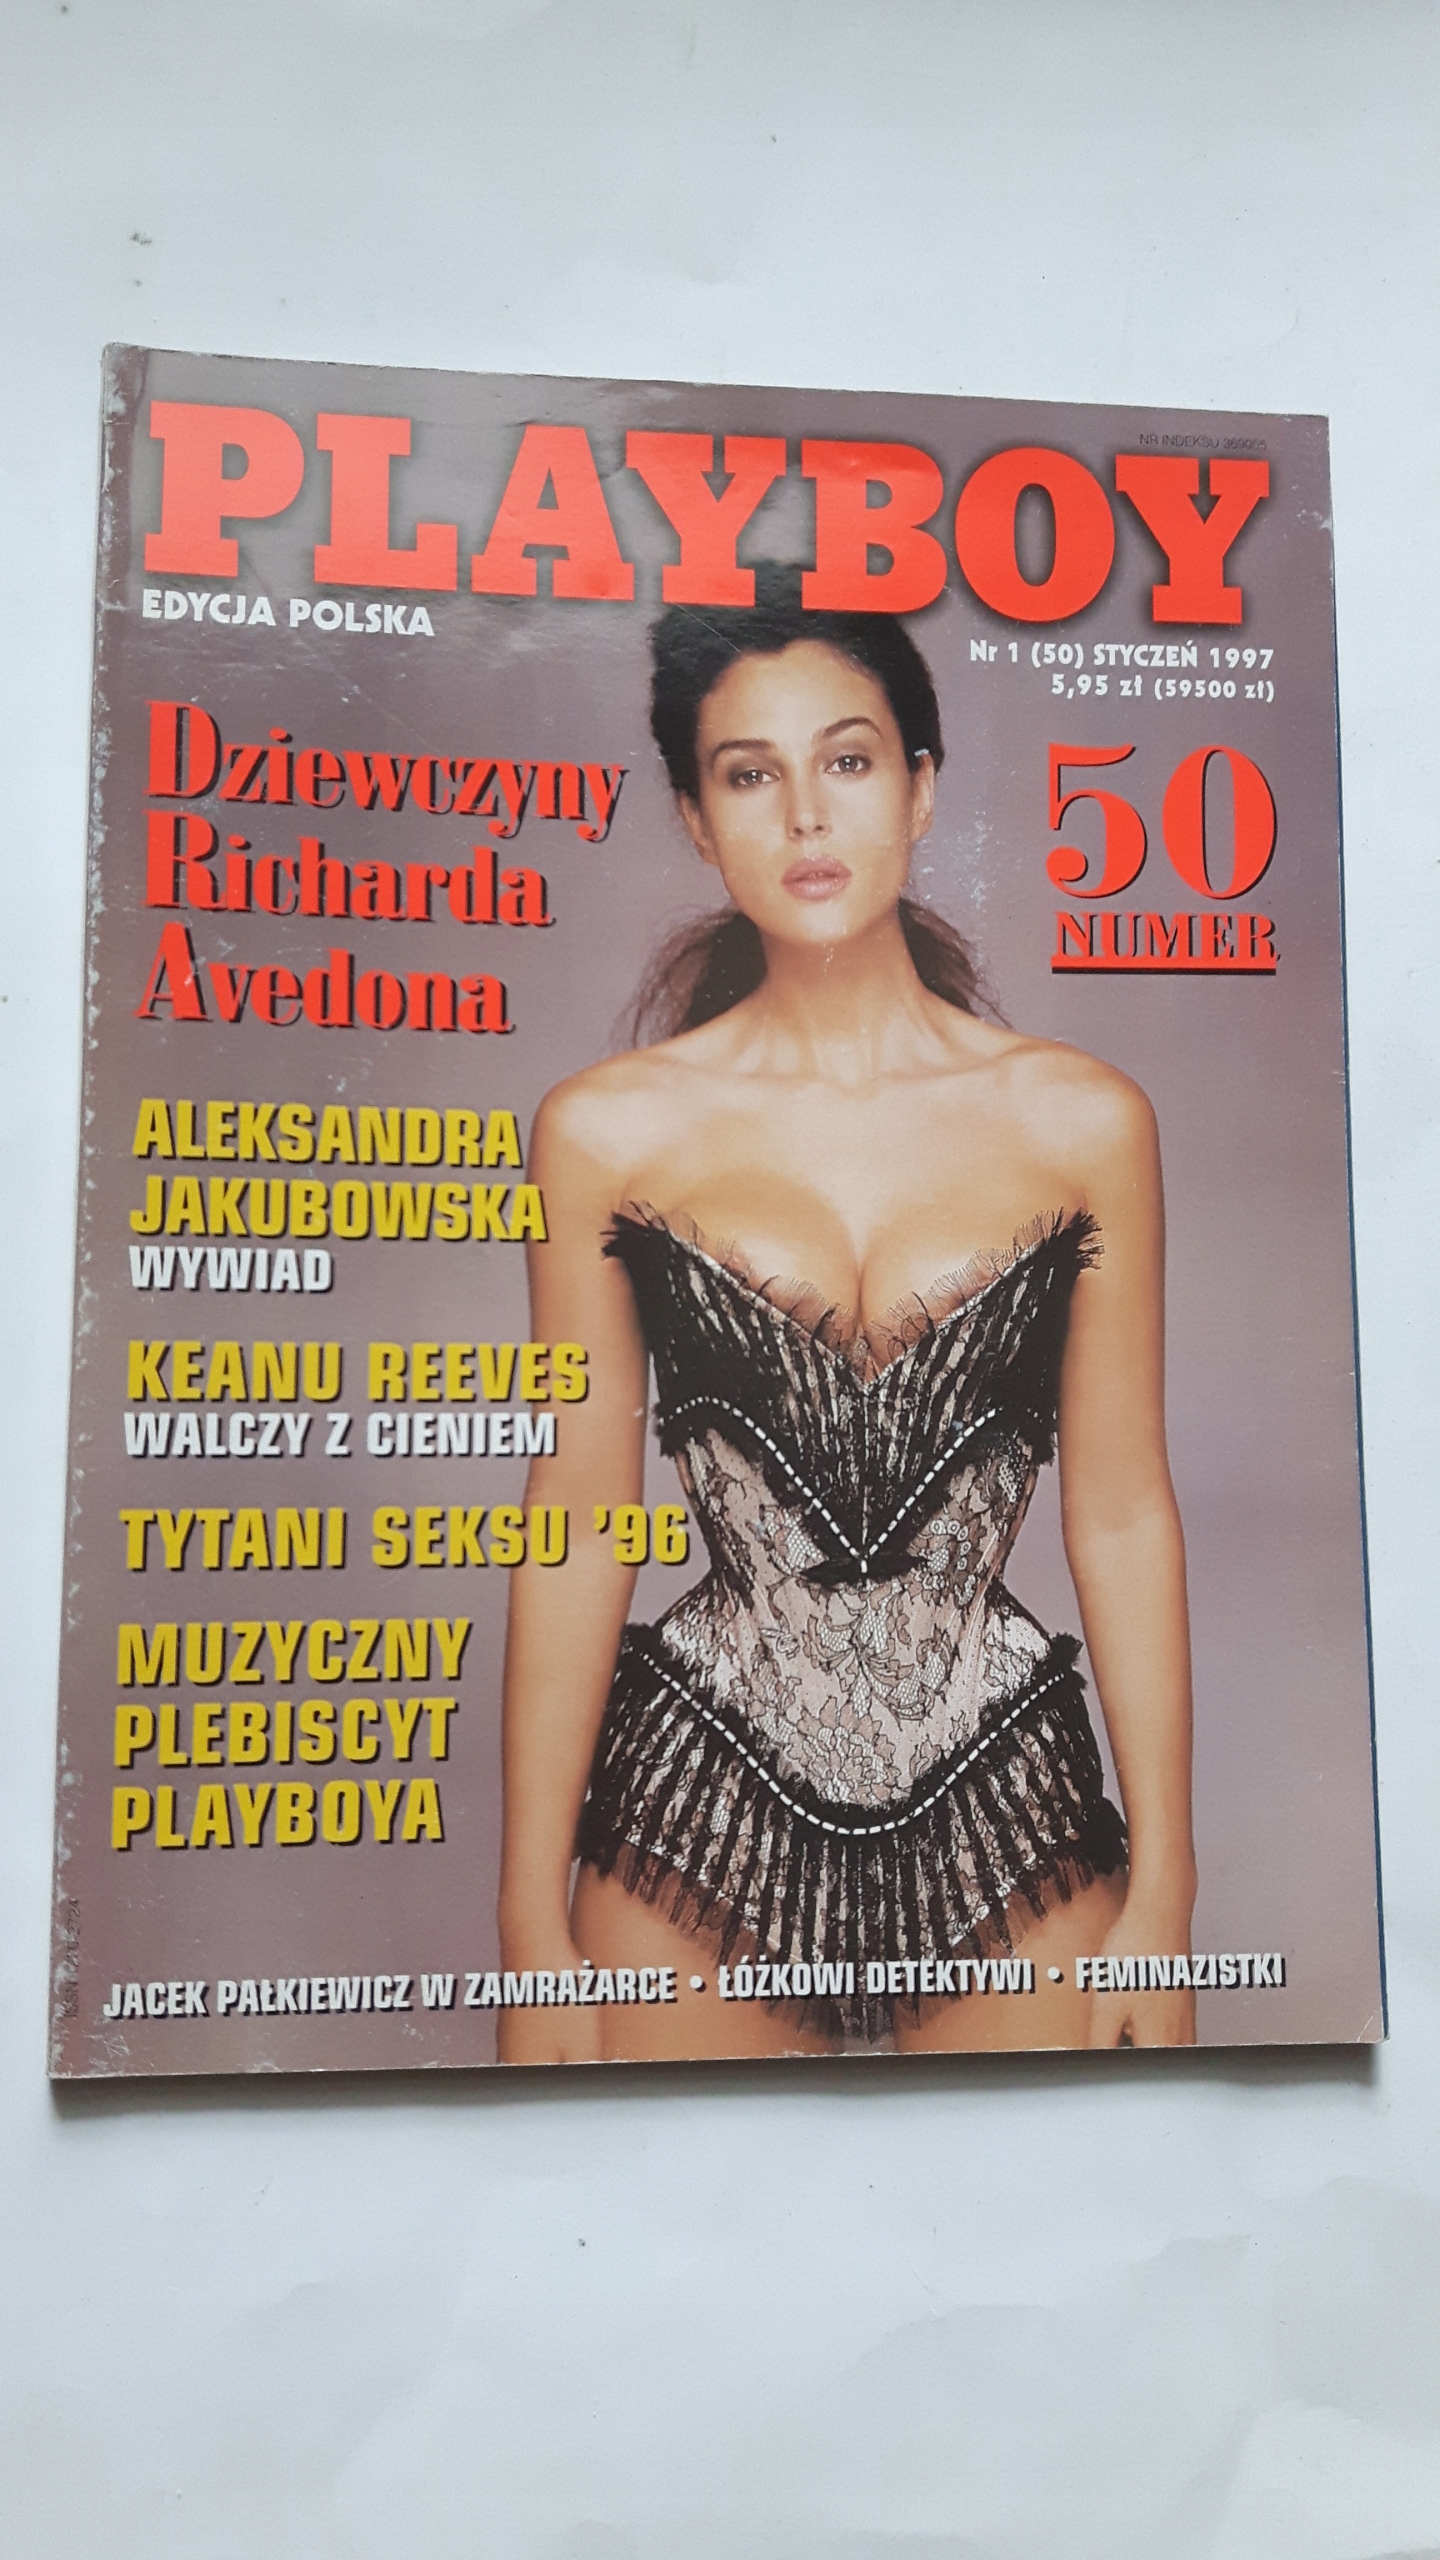 PLAYBOY
NR INDEKSU 369055
EDYCJA POLSKA
Nr 1 (50) STYCZEŃ 1997
5,95 zł (59500 zł)
Dziewczyny
Richarda
Avedona
50
NUMER
ALEKSANDRA
JAKUBOWSKA
WYWIAD
KEANU REEVES
WALCZY Z CIENIEM
TYTANI SEKSU '96
MUZYCZNY
PLEBISCYT
PLAYBOYA
JACEK PAŁKIEWICZ W ZAMRAŻARCE • ŁÓŻKOWI DETEKTYWI • FEMINAZISTKI